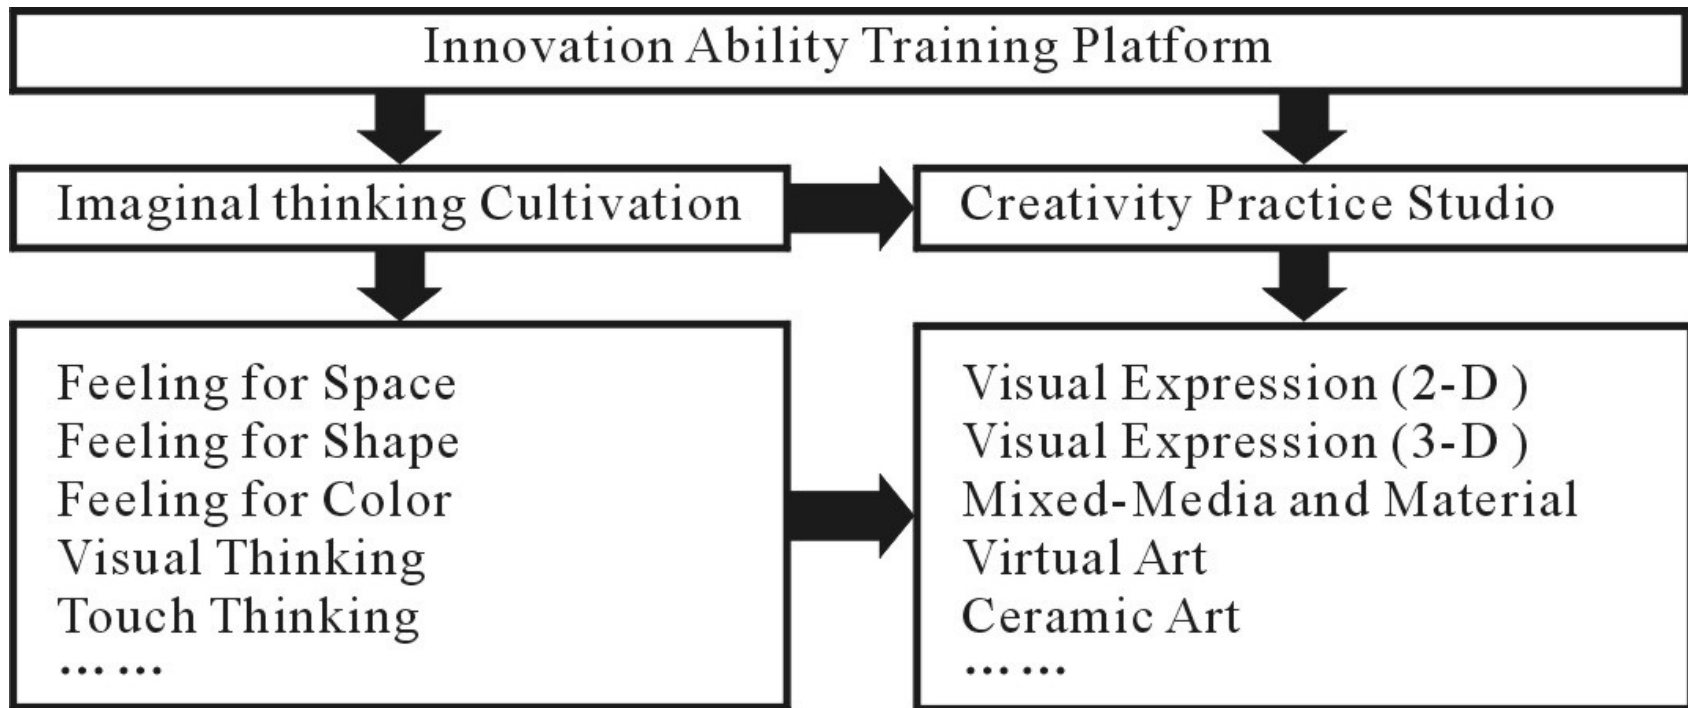 Innovation Ability Training Platform
Imaginal thinking Cultivation
Creativity Practice Studio
Feeling for Space
Feeling for Shape
Feeling for Color
Visual Thinking
Touch Thinking
... ...
Visual Expression (2-D )
Visual Expression (3-D )
Mixed-Media and Material
Virtual Art
Ceramic Art
... ...